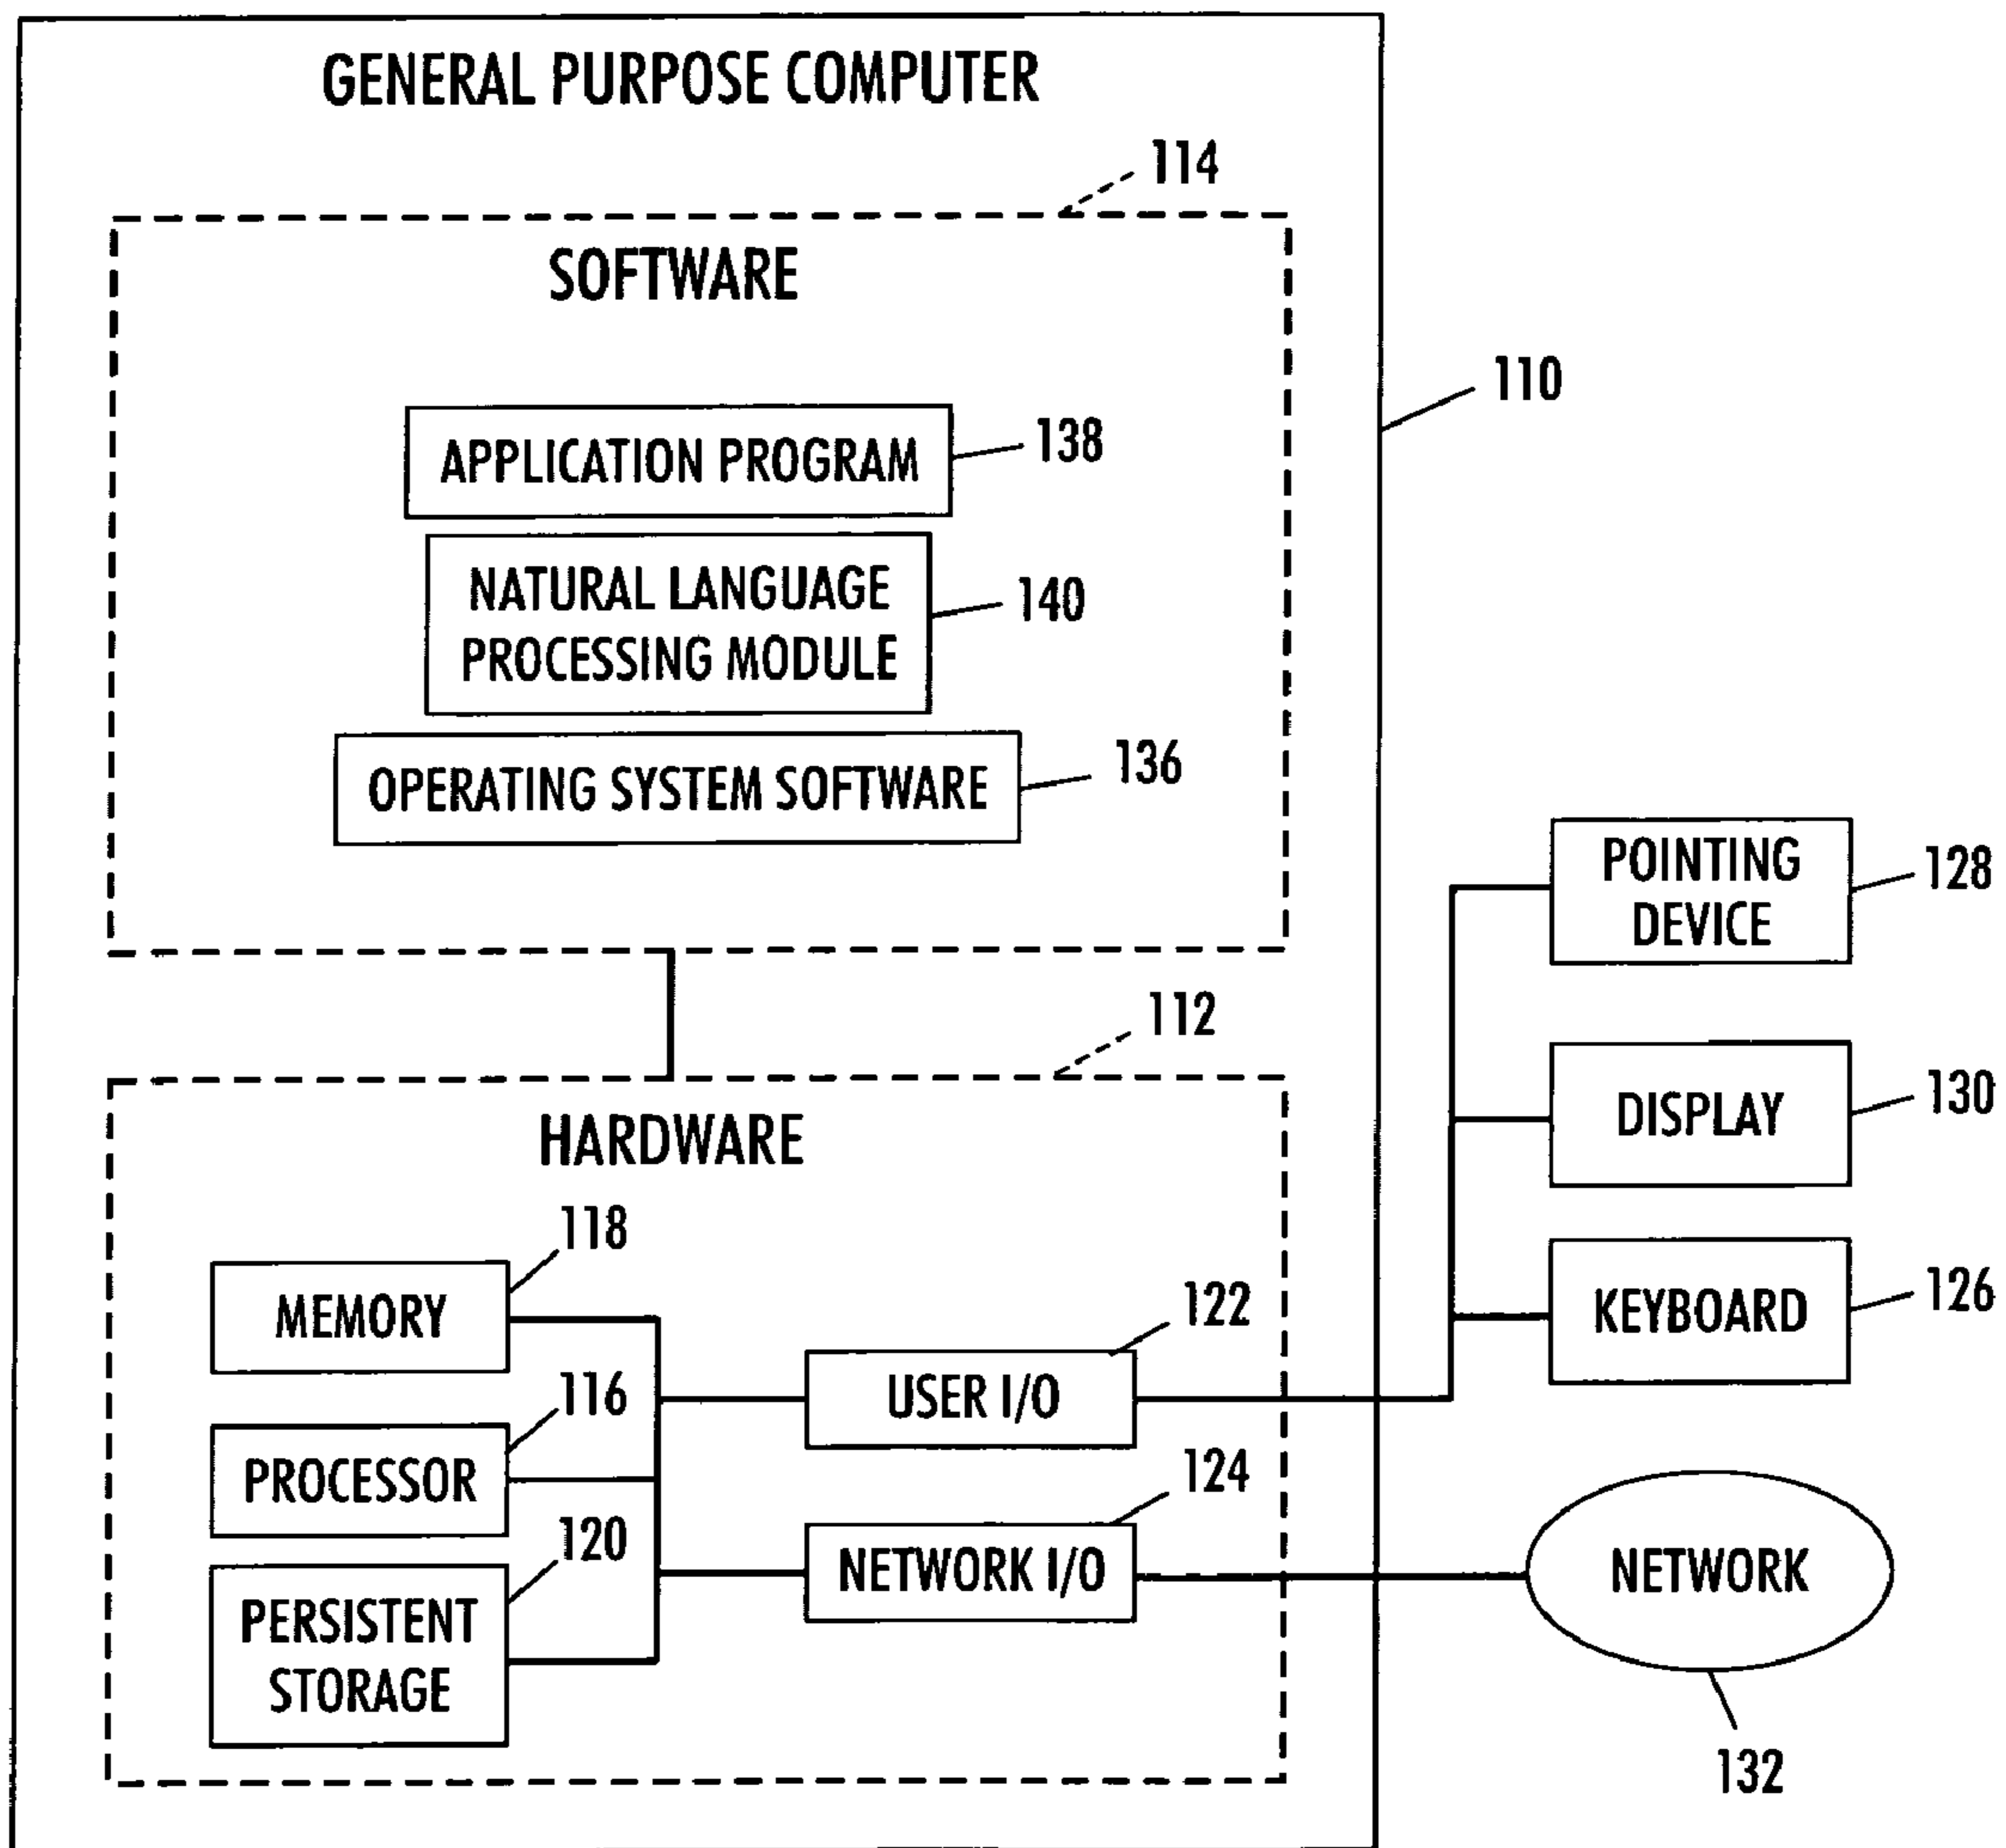 GENERAL PURPOSE COMPUTER
114
SOFTWARE
110
APPLICATION PROGRAM
138
NATURAL LANGUAGE
PROCESSING MODULE
140
OPERATING SYSTEM SOFTWARE
136
POINTING
DEVICE
128
112
HARDWARE
DISPLAY
130
118
MEMORY
122
USER I/O
KEYBOARD
126
116
PROCESSOR
124
NETWORK I/O
NETWORK
132
120
PERSISTENT
STORAGE